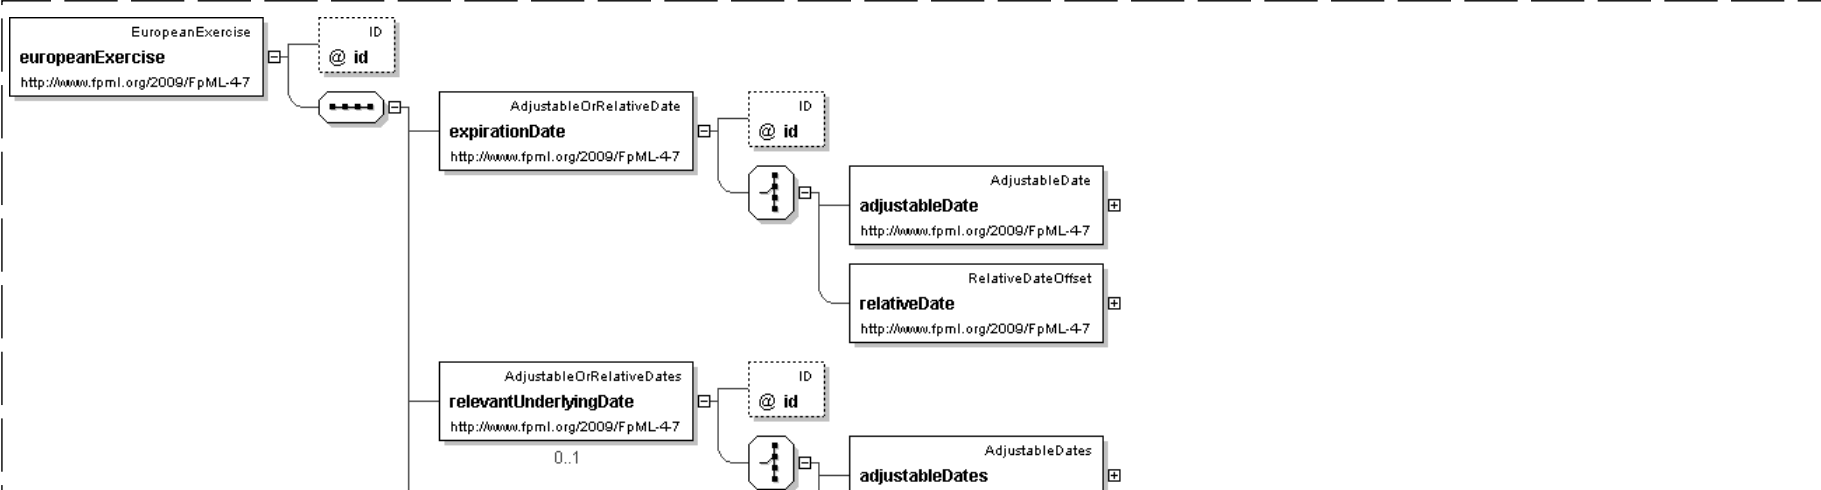 EuropeanExercise
europeanExercise
http://www.fpml.org/2009/FpML-4-7
ID
@ id
AdjustableOrRelativeDate
expirationDate
http://www.fpml.org/2009/FpML-4-7
ID
@ id
AdjustableDate
adjustableDate
http://www.fpml.org/2009/FpML-4-7
RelativeDateOffset
relativeDate
http://www.fpml.org/2009/FpML-4-7
AdjustableOrRelativeDates
relevantUnderlyingDate
http://www.fpml.org/2009/FpML-4-7
0..1
ID
@ id
AdjustableDates
adjustableDates